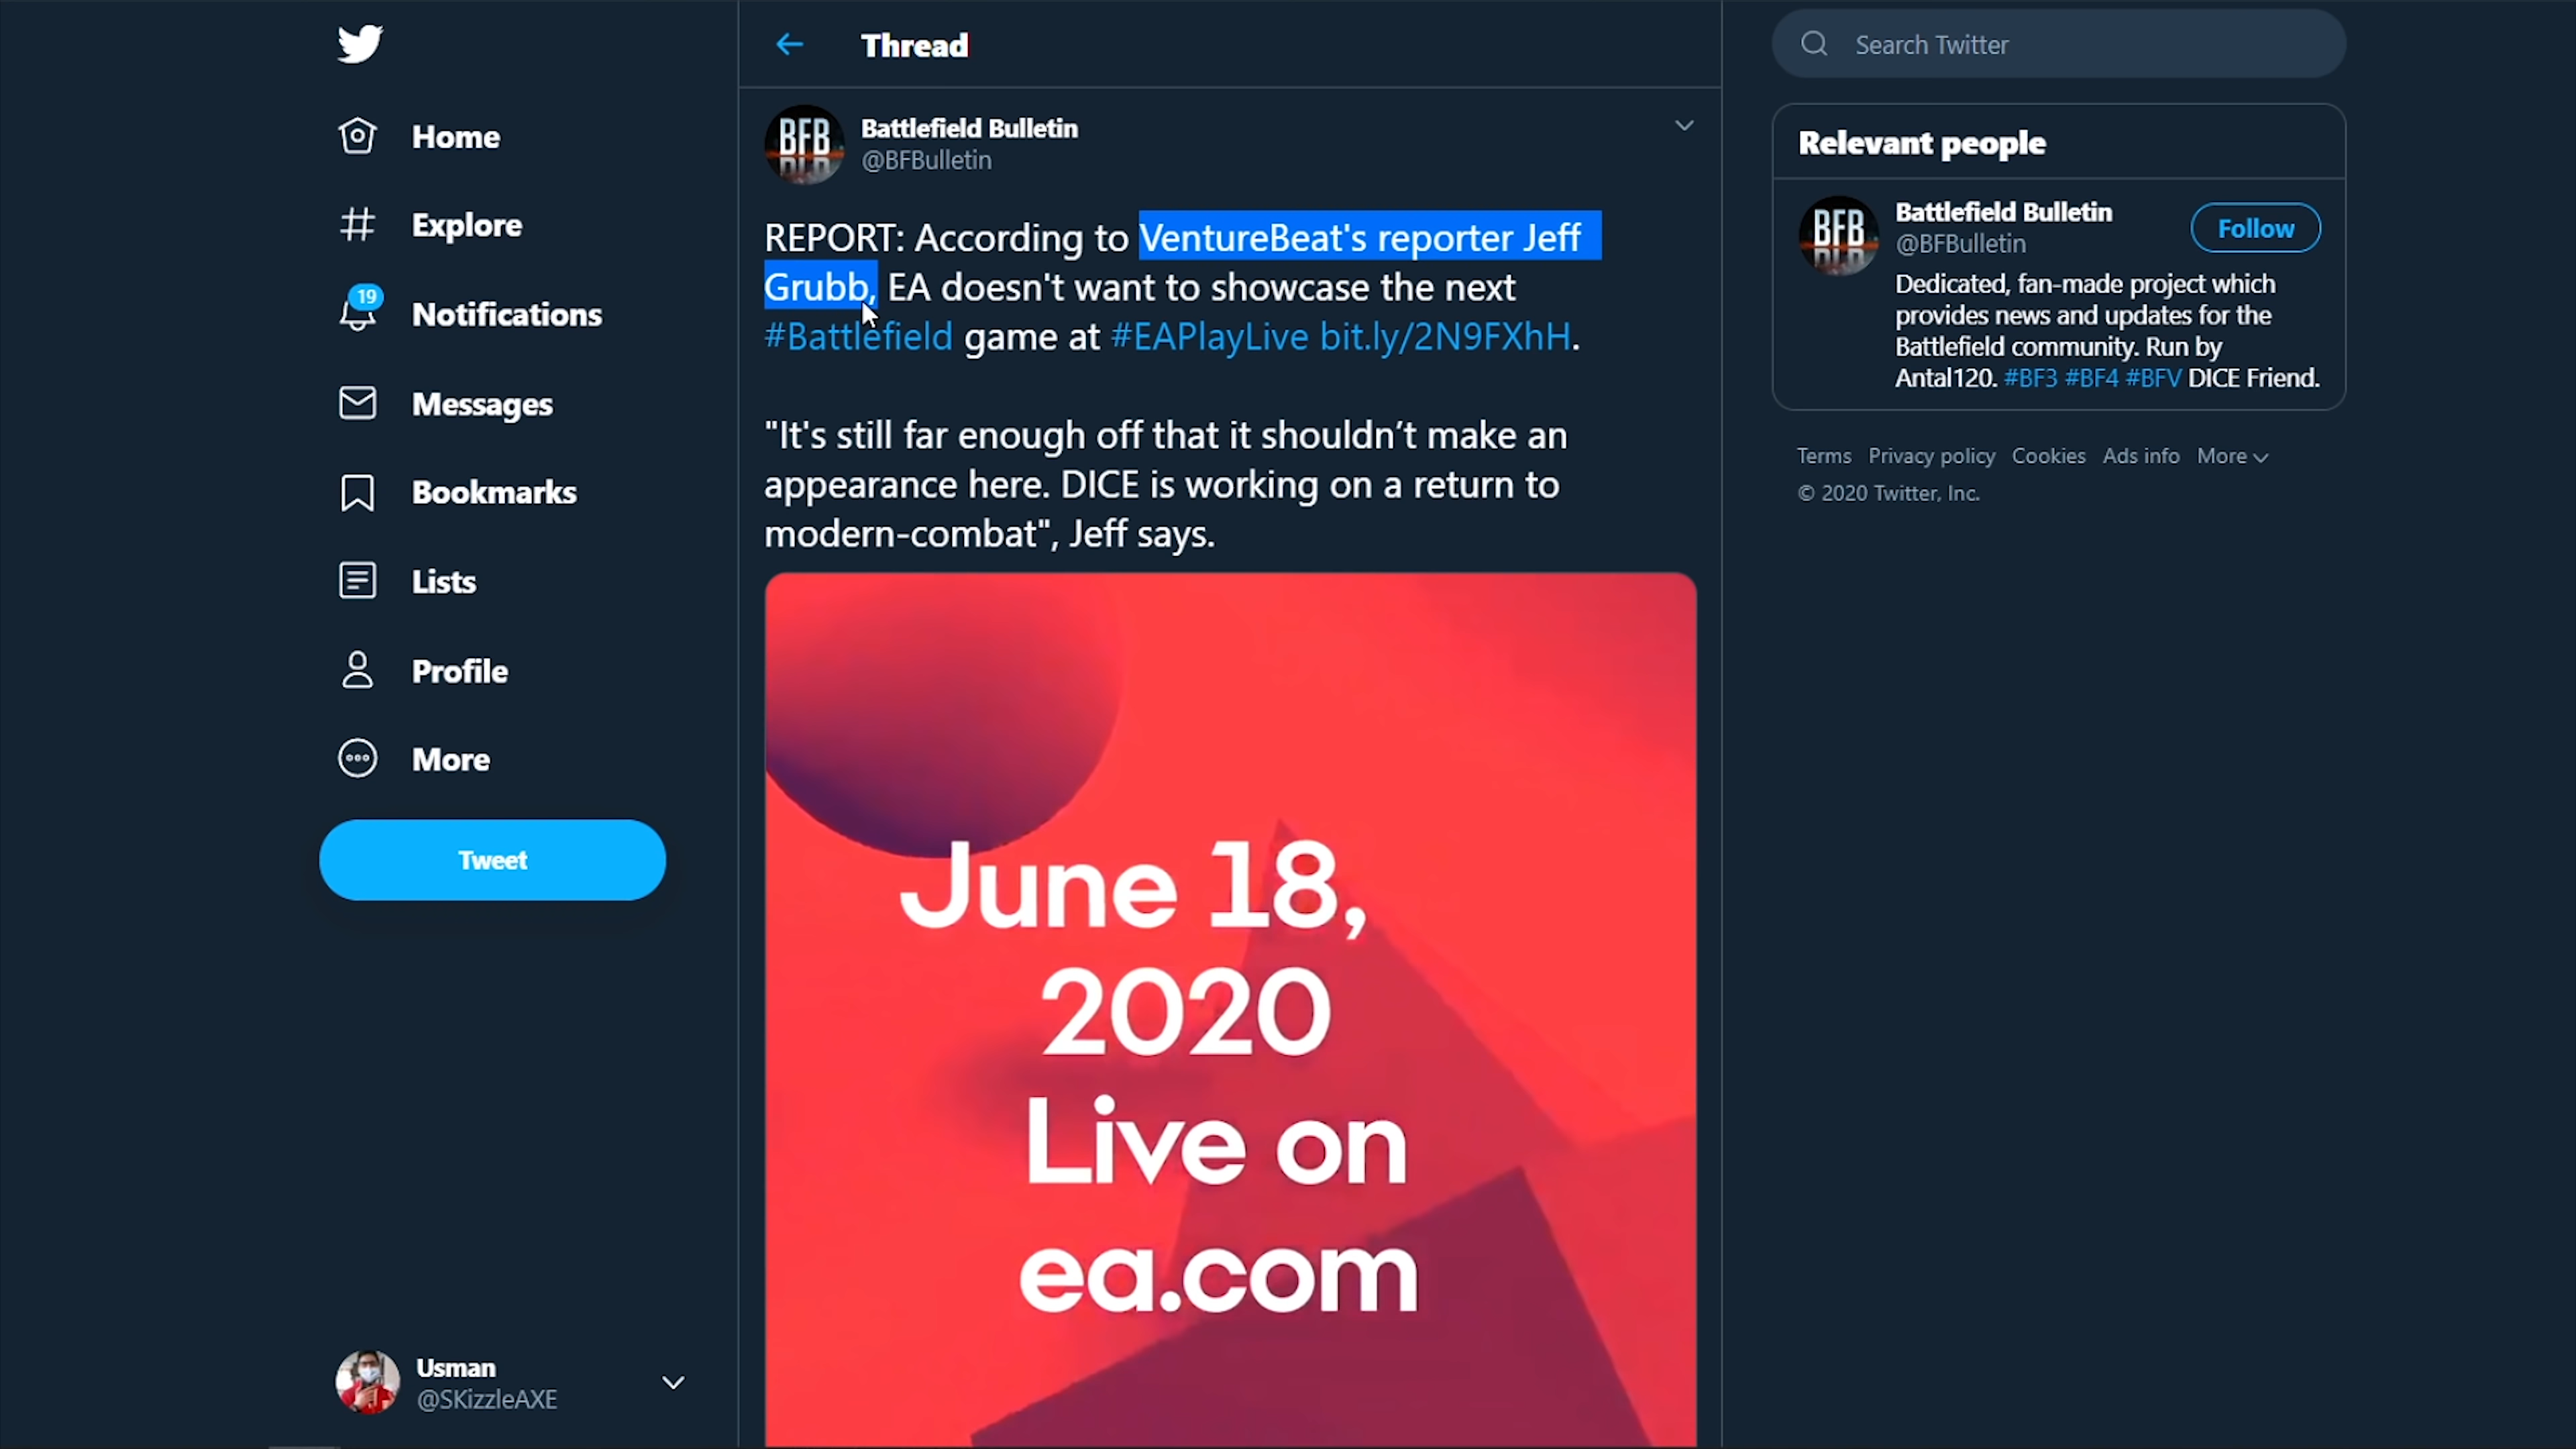 Home
Explore
19
Notifications
Messages
Bookmarks
Lists
Profile
More
Tweet
Usman
@SKizzleAXE
Thread
BFB
Battlefield Bulletin
@BFBulletin
REPORT: According to VentureBeat's reporter Jeff
Grubb, EA doesn't want to showcase the next
#Battlefield game at #EAPlayLive bit.ly/2N9FXhH.
"It's still far enough off that it shouldn’t make an
appearance here. DICE is working on a return to
modern-combat", Jeff says.
June 18,
2020
Live on
ea.com
Search Twitter
Relevant people
BFB
Battlefield Bulletin
@BFBulletin
Follow
Dedicated, fan-made project which
provides news and updates for the
Battlefield community. Run by
Antal120. #BF3 #BF4 #BFV DICE Friend.
Terms Privacy policy Cookies Ads info More
© 2020 Twitter, Inc.